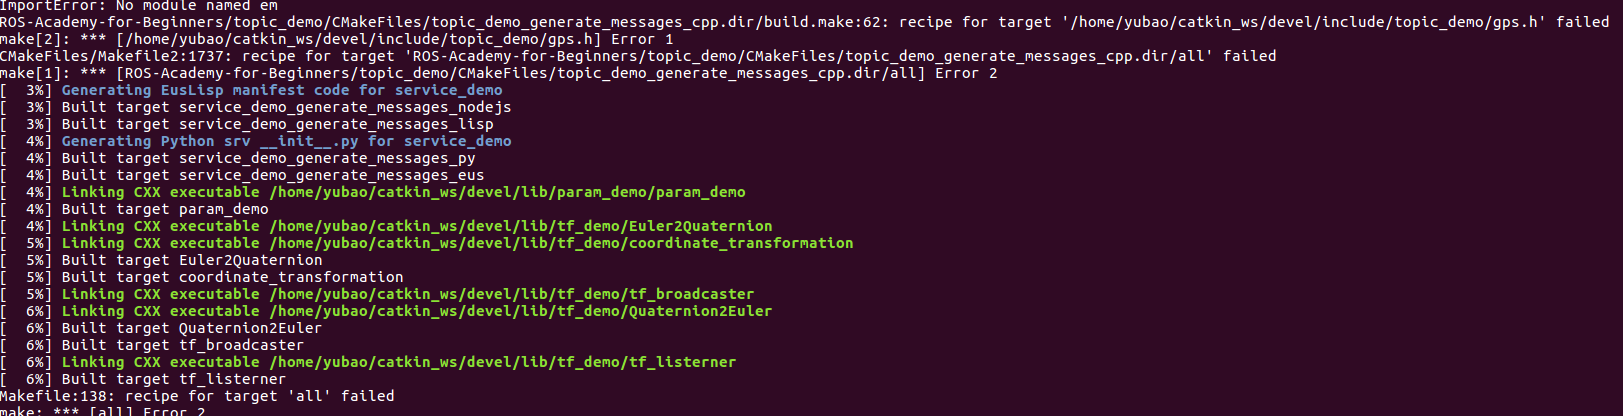 ImportError: No module named em
ROS-Academy-for-Beginners/topic_demo/CMakeFiles/topic_demo_generate_messages_cpp.dir/build.make:62: recipe for target '/home/yubao/catkin_ws/devel/include/topic_demo/gps.h' failed
make[2]: *** [/home/yubao/catkin_ws/devel/include/topic_demo/gps.h] Error 1
CMakeFiles/Makefile2:1737: recipe for target 'ROS-Academy-for-Beginners/topic_demo/CMakeFiles/topic_demo_generate_messages_cpp.dir/all' failed
make[1]: *** [ROS-Academy-for-Beginners/topic_demo/CMakeFiles/topic_demo_generate_messages_cpp.dir/all] Error 2
[  3%] Generating EusLisp manifest code for service_demo
[  3%] Built target service_demo_generate_messages_nodejs
[  3%] Built target service_demo_generate_messages_lisp
[  4%] Generating Python srv __init__.py for service_demo
[  4%] Built target service_demo_generate_messages_py
[  4%] Built target service_demo_generate_messages_eus
[  4%] Linking CXX executable /home/yubao/catkin_ws/devel/lib/param_demo/param_demo
[  4%] Built target param_demo
[  4%] Linking CXX executable /home/yubao/catkin_ws/devel/lib/tf_demo/Euler2Quaternion
[  5%] Linking CXX executable /home/yubao/catkin_ws/devel/lib/tf_demo/coordinate_transformation
[  5%] Built target Euler2Quaternion
[  5%] Built target coordinate_transformation
[  5%] Linking CXX executable /home/yubao/catkin_ws/devel/lib/tf_demo/tf_broadcaster
[  6%] Linking CXX executable /home/yubao/catkin_ws/devel/lib/tf_demo/Quaternion2Euler
[  6%] Built target Quaternion2Euler
[  6%] Built target tf_broadcaster
[  6%] Linking CXX executable /home/yubao/catkin_ws/devel/lib/tf_demo/tf_listerner
[  6%] Built target tf_listerner
Makefile:138: recipe for target 'all' failed
make: *** [all] Error 2